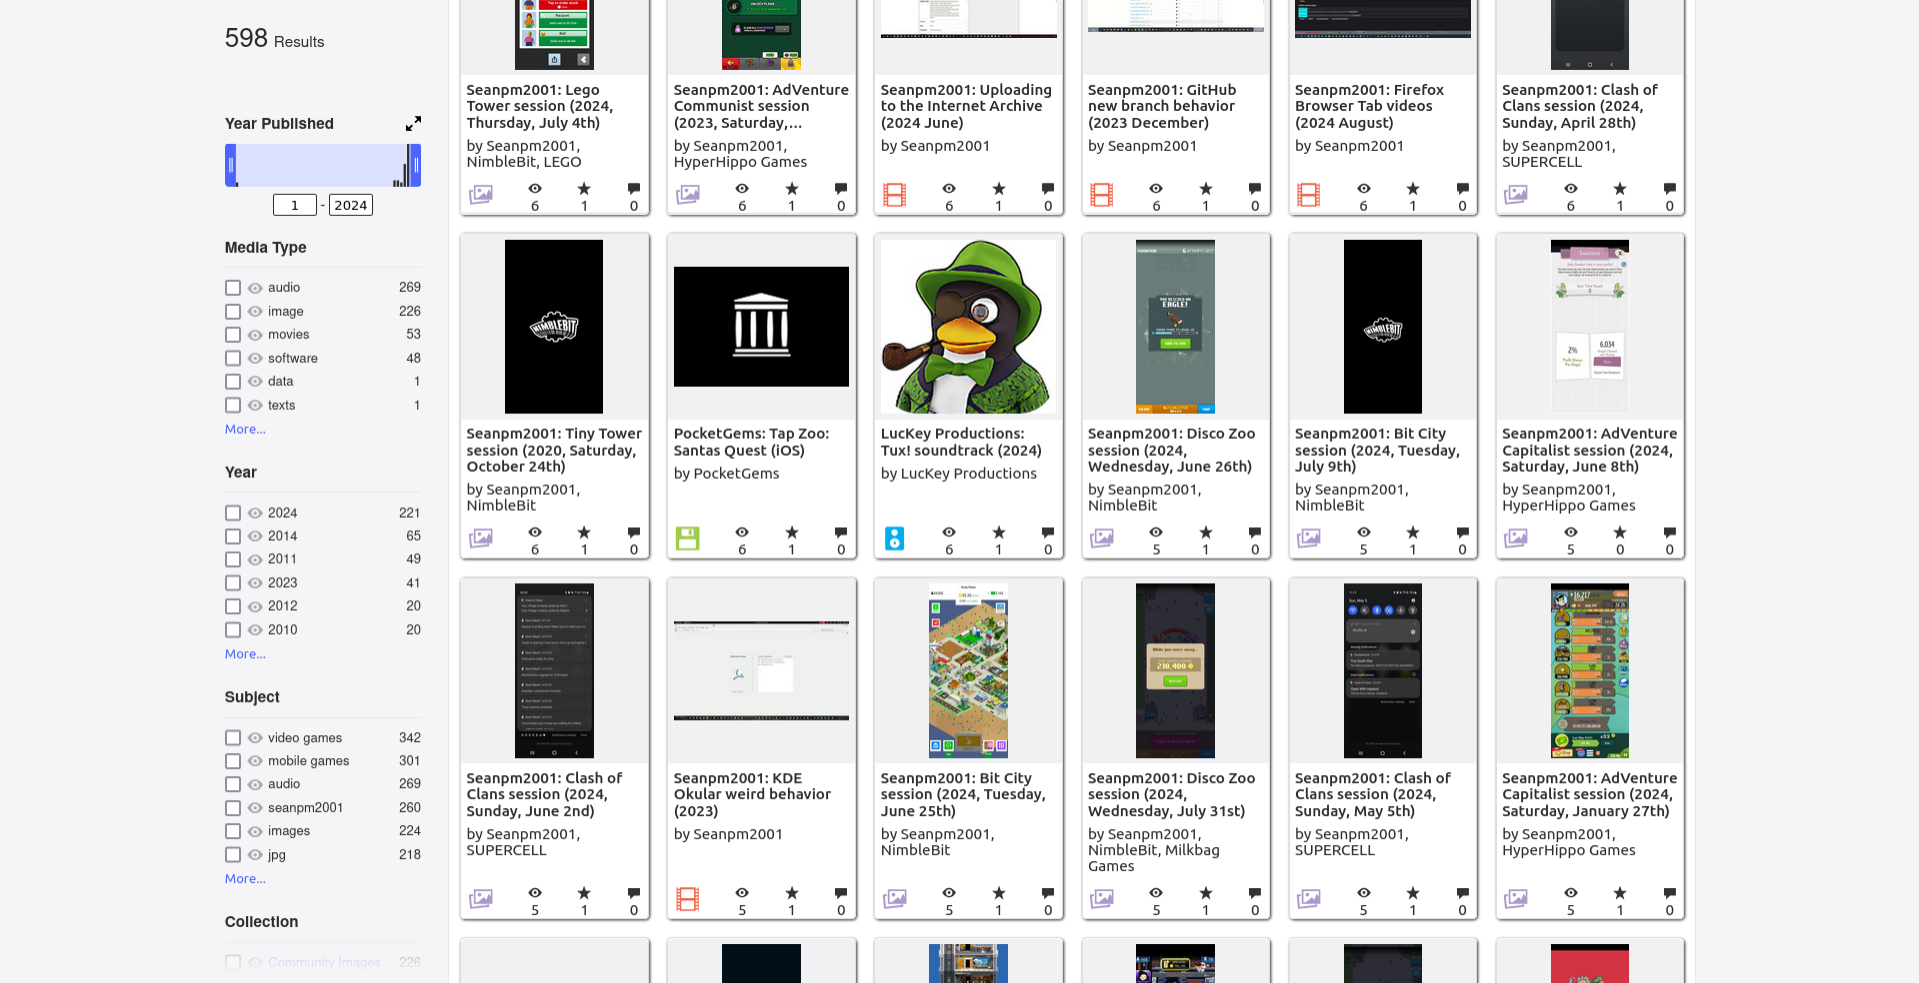 598 Results
Year Published
1 - 2024
Media Type
audio 269
image 226
movies 53
software 48
data 1
texts 1
More...
Year
2024 221
2014 65
2011 49
2023 41
2012 20
2010 20
More...
Subject
video games 342
mobile games 301
audio 269
seanpm2001 260
images 224
jpg 218
More...
Collection
Community Images 226
Seanpm2001: Lego
Tower session (2024,
Thursday, July 4th)
by Seanpm2001,
NimbleBit, LEGO
6 1 0
Seanpm2001: AdVenture
Communist session
(2023, Saturday,...
by Seanpm2001,
HyperHippo Games
6 1 0
Seanpm2001: Uploading
to the Internet Archive
(2024 June)
by Seanpm2001
6 1 0
Seanpm2001: GitHub
new branch behavior
(2023 December)
by Seanpm2001
6 1 0
Seanpm2001: Firefox
Browser Tab videos
(2024 August)
by Seanpm2001
6 1 0
Seanpm2001: Clash of
Clans session (2024,
Sunday, April 28th)
by Seanpm2001,
SUPERCELL
6 1 0
NIMBLEBIT
Seanpm2001: Tiny Tower
session (2020, Saturday,
October 24th)
by Seanpm2001,
NimbleBit
6 1 0
PocketGems: Tap Zoo:
Santas Quest (iOS)
by PocketGems
6 1 0
LucKey Productions:
Tux! soundtrack (2024)
by LucKey Productions
6 1 0
EAGLE!
Seanpm2001: Disco Zoo
session (2024,
Wednesday, June 26th)
by Seanpm2001,
NimbleBit
5 1 0
NIMBLEBIT
Seanpm2001: Bit City
session (2024, Tuesday,
July 9th)
by Seanpm2001,
NimbleBit
5 1 0
2%
6.034
Seanpm2001: AdVenture
Capitalist session (2024,
Saturday, June 8th)
by Seanpm2001,
HyperHippo Games
5 0 0
Seanpm2001: Clash of
Clans session (2024,
Sunday, June 2nd)
by Seanpm2001,
SUPERCELL
5 1 0
Seanpm2001: KDE
Okular weird behavior
(2023)
by Seanpm2001
5 1 0
Seanpm2001: Bit City
session (2024, Tuesday,
June 25th)
by Seanpm2001,
NimbleBit
5 1 0
While you were away...
210,400
Seanpm2001: Disco Zoo
session (2024,
Wednesday, July 31st)
by Seanpm2001,
NimbleBit, Milkbag
Games
5 1 0
Seanpm2001: Clash of
Clans session (2024,
Sunday, May 5th)
by Seanpm2001,
SUPERCELL
5 1 0
16,217
Seanpm2001: AdVenture
Capitalist session (2024,
Saturday, January 27th)
by Seanpm2001,
HyperHippo Games
5 1 0